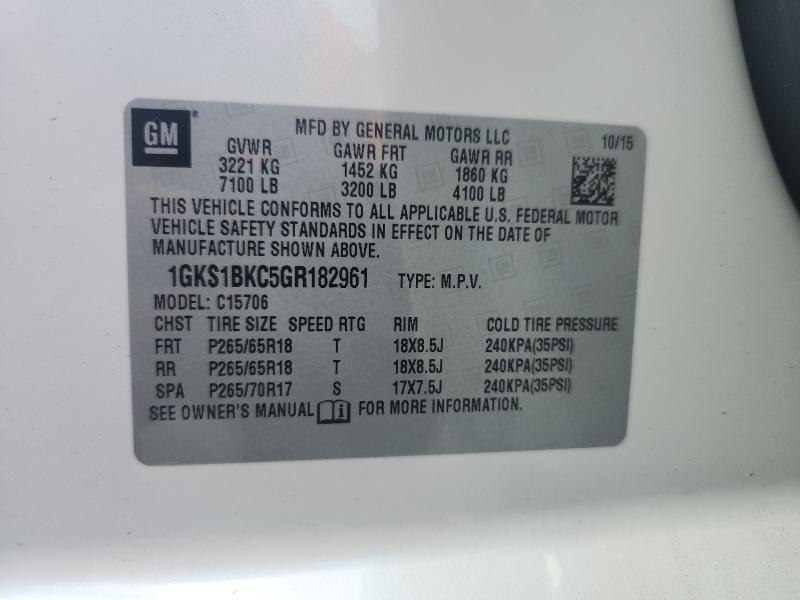 GM®
MFD BY GENERAL MOTORS LLC 10/15
GVWR GAWR FRT GAWR RR
3221 KG 1452 KG 1860 KG
7100 LB 3200 LB 4100 LB
THIS VEHICLE CONFORMS TO ALL APPLICABLE U.S. FEDERAL MOTOR
VEHICLE SAFETY STANDARDS IN EFFECT ON THE DATE OF
MANUFACTURE SHOWN ABOVE.
1GKS1BKC5GR182961 TYPE: M.P.V.
MODEL: C15706
CHST TIRE SIZE SPEED RTG RIM COLD TIRE PRESSURE
FRT P265/65R18 T 18X8.5J 240KPA(35PSI)
RR P265/65R18 T 18X8.5J 240KPA(35PSI)
SPA P265/70R17 S 17X7.5J 240KPA(35PSI)
SEE OWNER'S MANUAL i FOR MORE INFORMATION.